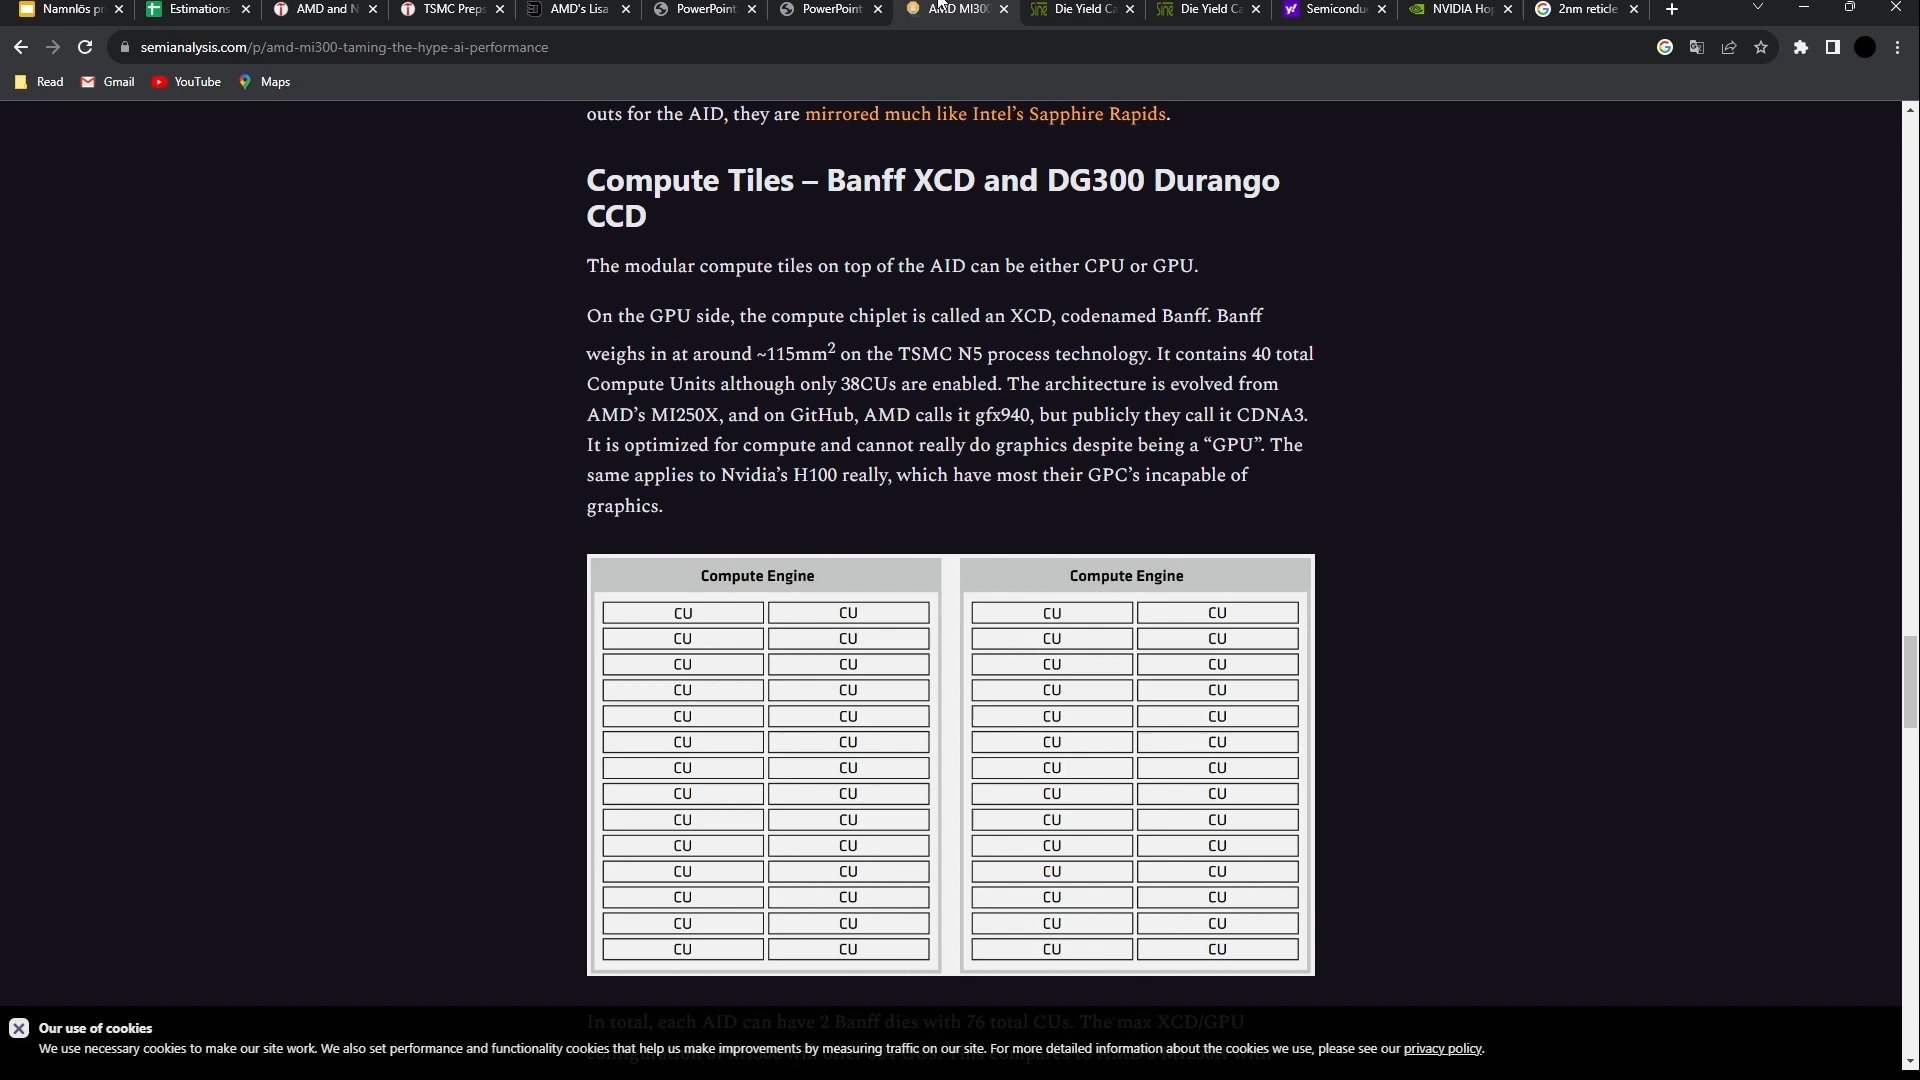 Namnlös pr
Estimations
AMD and N
TSMC Preps
AMD's Lisa
PowerPoint
PowerPoint
AMD MI300
Die Yield Ca
Die Yield Ca
Semicondu
NVIDIA Hop
2nm reticle
semianalysis.com/p/amd-mi300-taming-the-hype-ai-performance
Read
Gmail
YouTube
Maps
outs for the AID, they are mirrored much like Intel’s Sapphire Rapids.
Compute Tiles – Banff XCD and DG300 Durango
CCD
The modular compute tiles on top of the AID can be either CPU or GPU.
On the GPU side, the compute chiplet is called an XCD, codenamed Banff. Banff
weighs in at around ~115mm² on the TSMC N5 process technology. It contains 40 total
Compute Units although only 38CUs are enabled. The architecture is evolved from
AMD’s MI250X, and on GitHub, AMD calls it gfx940, but publicly they call it CDNA3.
It is optimized for compute and cannot really do graphics despite being a “GPU”. The
same applies to Nvidia’s H100 really, which have most their GPC’s incapable of
graphics.
Compute Engine Compute Engine
CU CU CU CU
CU CU CU CU
CU CU CU CU
CU CU CU CU
CU CU CU CU
CU CU CU CU
CU CU CU CU
CU CU CU CU
CU CU CU CU
CU CU CU CU
CU CU CU CU
CU CU CU CU
CU CU CU CU
CU CU CU CU
In total, each AID can have 2 Banff dies with 76 total CUs. The max XCD/GPU
Our use of cookies
We use necessary cookies to make our site work. We also set performance and functionality cookies that help us make improvements by measuring traffic on our site. For more detailed information about the cookies we use, please see our privacy policy.